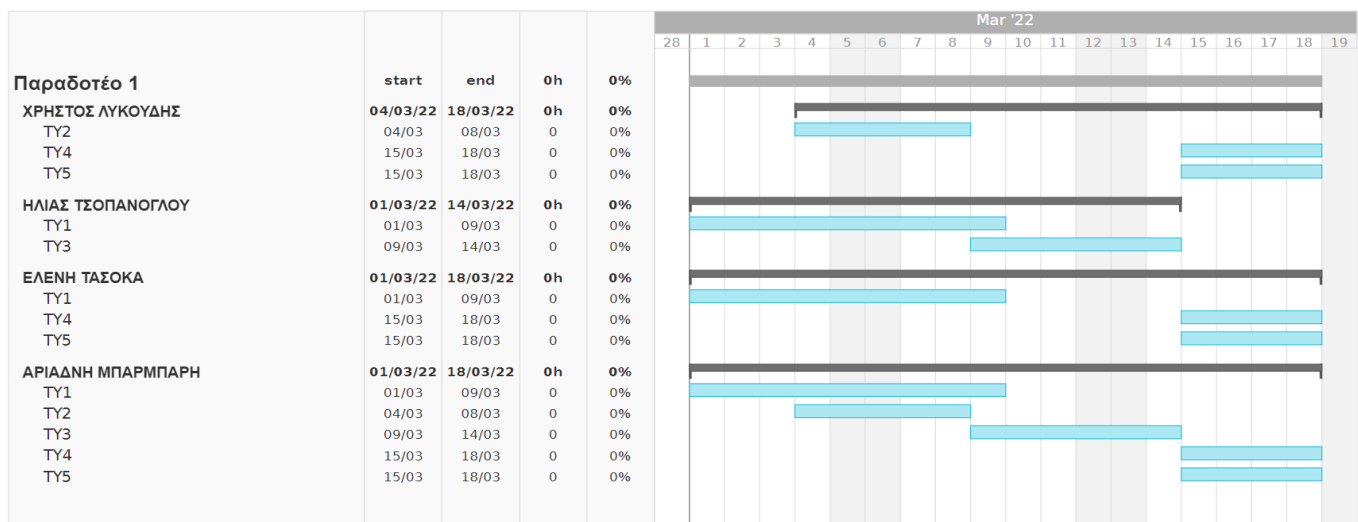 Mar '22
28 1 2 3 4 5 6 7 8 9 10 11 12 13 14 15 16 17 18 19
Παραδοτέο 1 start end 0h 0%
ΧΡΗΣΤΟΣ ΛΥΚΟΥΔΗΣ 04/03/22 18/03/22 0h 0%
ΤΥ2 04/03 08/03 0 0%
ΤΥ4 15/03 18/03 0 0%
ΤΥ5 15/03 18/03 0 0%
ΗΛΙΑΣ ΤΣΟΠΑΝΟΓΛΟΥ 01/03/22 14/03/22 0h 0%
ΤΥ1 01/03 09/03 0 0%
ΤΥ3 09/03 14/03 0 0%
ΕΛΕΝΗ ΤΑΣΟΚΑ 01/03/22 18/03/22 0h 0%
ΤΥ1 01/03 09/03 0 0%
ΤΥ4 15/03 18/03 0 0%
ΤΥ5 15/03 18/03 0 0%
ΑΡΙΑΔΝΗ ΜΠΑΡΜΠΑΡΗ 01/03/22 18/03/22 0h 0%
ΤΥ1 01/03 09/03 0 0%
ΤΥ2 04/03 08/03 0 0%
ΤΥ3 09/03 14/03 0 0%
ΤΥ4 15/03 18/03 0 0%
ΤΥ5 15/03 18/03 0 0%